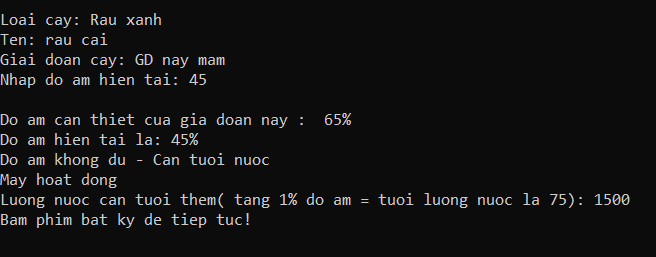 Loai cay: Rau xanh
Ten: rau cai
Giai doan cay: GD nay mam
Nhap do am hien tai: 45
Do am can thiet cua gia doan nay :  65%
Do am hien tai la: 45%
Do am khong du - Can tuoi nuoc
May hoat dong
Luong nuoc can tuoi them( tang 1% do am = tuoi luong nuoc la 75): 1500
Bam phim bat ky de tiep tuc!